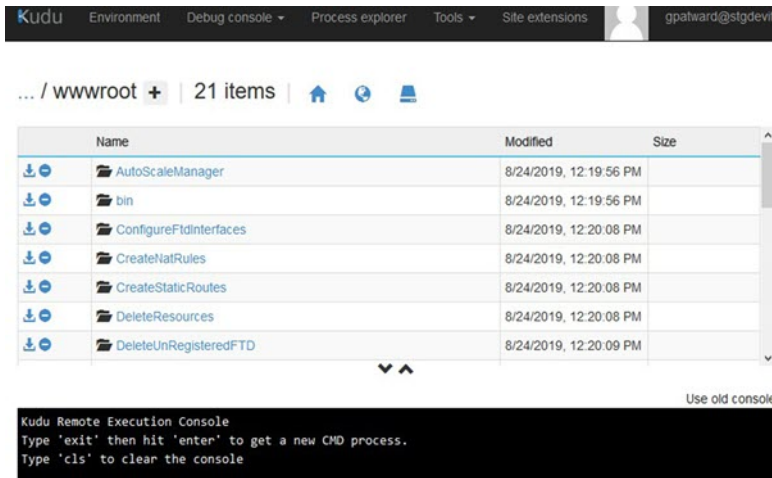 Kudu Environment Debug console Process explorer Tools Site extensions gpatward@stgdevil
... / wwwroot + 21 items
Name Modified Size
AutoScaleManager 8/24/2019, 12:19:56 PM
bin 8/24/2019, 12:19:56 PM
ConfigureFtdInterfaces 8/24/2019, 12:20:08 PM
CreateNatRules 8/24/2019, 12:20:08 PM
CreateStaticRoutes 8/24/2019, 12:20:08 PM
DeleteResources 8/24/2019, 12:20:08 PM
DeleteUnRegisteredFTD 8/24/2019, 12:20:09 PM
Use old console
Kudu Remote Execution Console
Type 'exit' then hit 'enter' to get a new CMD process.
Type 'cls' to clear the console